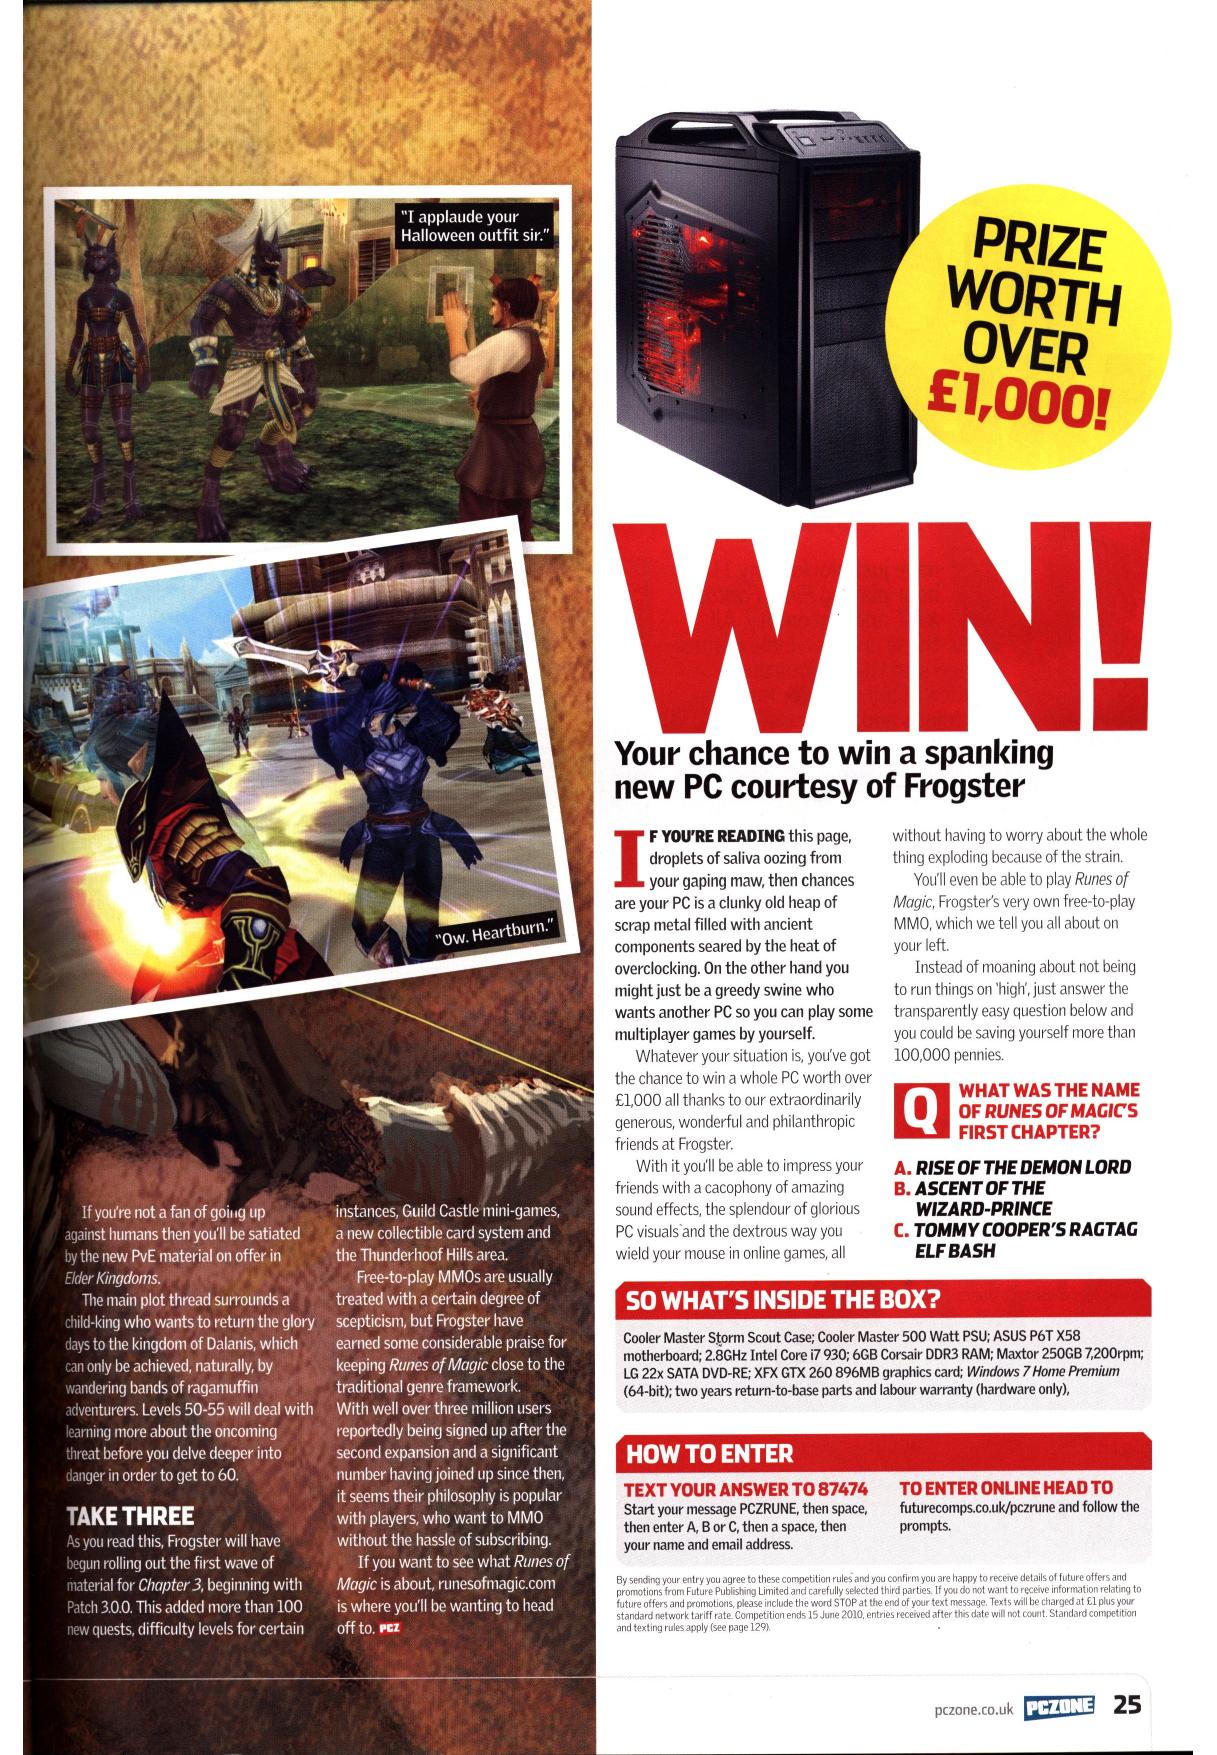 "I applaude your
Halloween outfit sir."
"Ow. Heartburn."
If you're not a fan of going up
against humans then you'll be satiated
by the new PvE material on offer in
Elder Kingdoms.
The main plot thread surrounds a
child-king who wants to return the glory
days to the kingdom of Dalanis, which
can only be achieved, naturally, by
wandering bands of ragamuffin
adventurers. Levels 50-55 will deal with
learning more about the oncoming
threat before you delve deeper into
danger in order to get to 60.
TAKE THREE
As you read this, Frogster will have
begun rolling out the first wave of
material for Chapter 3, beginning with
Patch 3.0.0. This added more than 100
new quests, difficulty levels for certain
instances, Guild Castle mini-games,
a new collectible card system and
the Thunderhoof Hills area.
Free-to-play MMOs are usually
treated with a certain degree of
scepticism, but Frogster have
earned some considerable praise for
keeping Runes of Magic close to the
traditional genre framework.
With well over three million users
reportedly being signed up after the
second expansion and a significant
number having joined up since then,
it seems their philosophy is popular
with players, who want to MMO
without the hassle of subscribing.
If you want to see what Runes of
Magic is about, runesofmagic.com
is where you'll be wanting to head
off to. PCZ
PRIZE
WORTH
OVER
£1,000!
WIN!
Your chance to win a spanking
new PC courtesy of Frogster
IF YOU'RE READING this page,
droplets of saliva oozing from
your gaping maw, then chances
are your PC is a clunky old heap of
scrap metal filled with ancient
components seared by the heat of
overclocking. On the other hand you
might just be a greedy swine who
wants another PC so you can play some
multiplayer games by yourself.
Whatever your situation is, you've got
the chance to win a whole PC worth over
£1,000 all thanks to our extraordinarily
generous, wonderful and philanthropic
friends at Frogster.
With it you'll be able to impress your
friends with a cacophony of amazing
sound effects, the splendour of glorious
PC visuals and the dextrous way you
wield your mouse in online games, all
without having to worry about the whole
thing exploding because of the strain.
You'll even be able to play Runes of
Magic, Frogster's very own free-to-play
MMO, which we tell you all about on
your left.
Instead of moaning about not being
to run things on 'high', just answer the
transparently easy question below and
you could be saving yourself more than
100,000 pennies.
Q WHAT WAS THE NAME
OF RUNES OF MAGIC'S
FIRST CHAPTER?
A. RISE OF THE DEMON LORD
B. ASCENT OF THE
WIZARD-PRINCE
C. TOMMY COOPER'S RAGTAG
ELF BASH
SO WHAT'S INSIDE THE BOX?
Cooler Master Storm Scout Case; Cooler Master 500 Watt PSU; ASUS P6T X58
motherboard; 2.8GHz Intel Core i7 930; 6GB Corsair DDR3 RAM; Maxtor 250GB 7,200rpm;
LG 22x SATA DVD-RE; XFX GTX 260 896MB graphics card; Windows 7 Home Premium
(64-bit); two years return-to-base parts and labour warranty (hardware only),
HOW TO ENTER
TEXT YOUR ANSWER TO 87474
Start your message PCZRUNE, then space,
then enter A, B or C, then a space, then
your name and email address.
TO ENTER ONLINE HEAD TO
futurecomps.co.uk/pczrune and follow the
prompts.
By sending your entry you agree to these competition rules and you confirm you are happy to receive details of future offers and
promotions from Future Publishing Limited and carefully selected third parties. If you do not want to receive information relating to
future offers and promotions, please include the word STOP at the end of your text message. Texts will be charged at £1 plus your
standard network tariff rate. Competition ends 15 June 2010, entries received after this date will not count. Standard competition
and texting rules apply (see page 129).
pczone.co.uk PCZONE 25